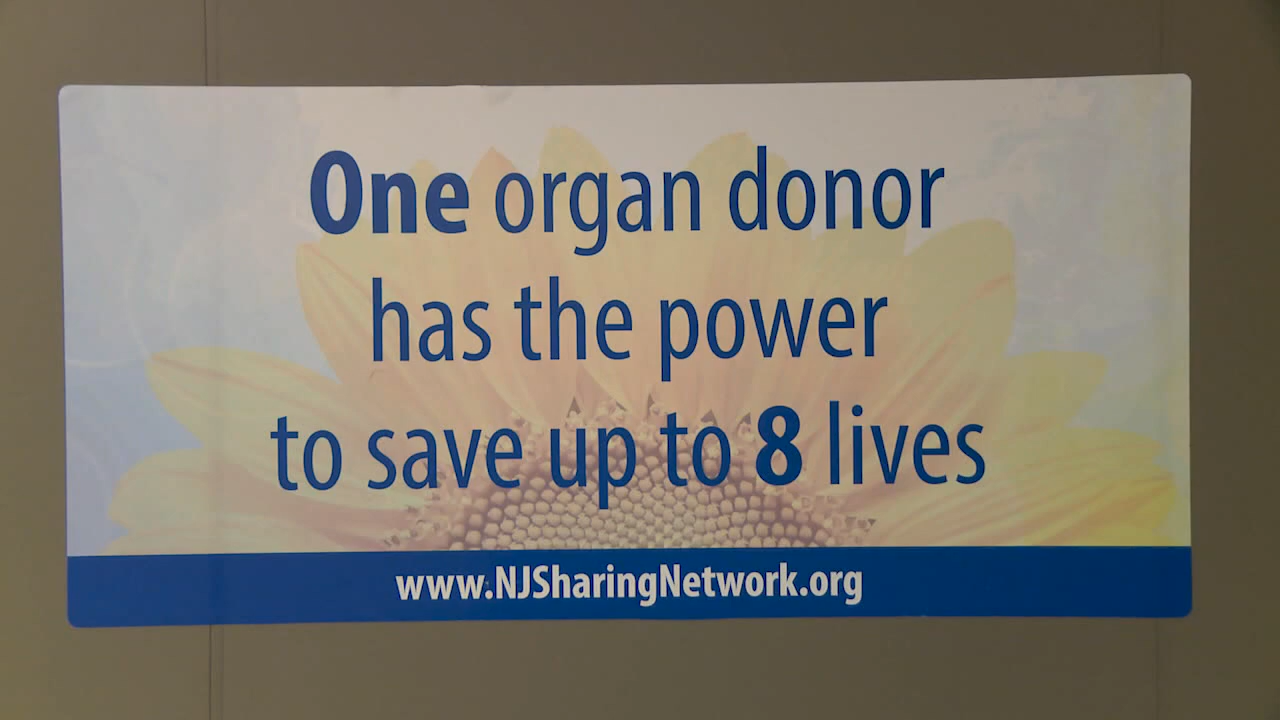 One organ donor
has the power
to save up to 8 lives
www.NJSharingNetwork.org